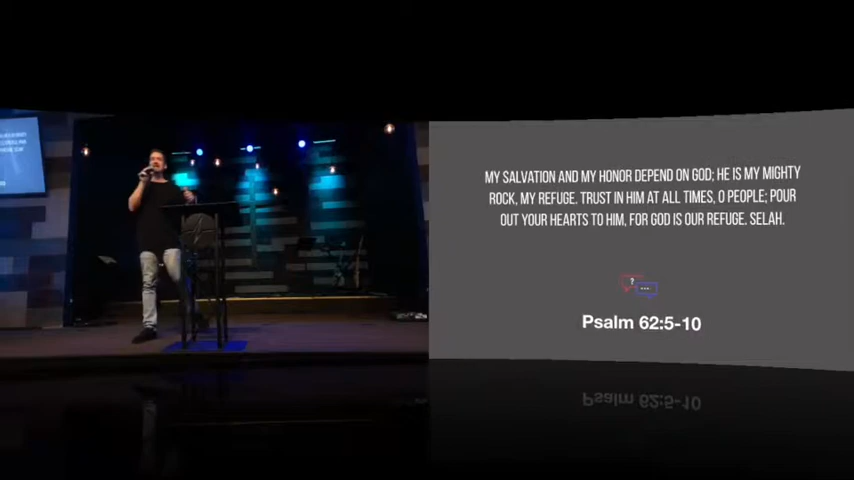 MY SALVATION AND MY HONOR DEPEND ON GOD; HE IS MY MIGHTY
ROCK, MY REFUGE. TRUST IN HIM AT ALL TIMES, O PEOPLE; POUR
OUT YOUR HEARTS TO HIM, FOR GOD IS OUR REFUGE. SELAH.
?
...
Psalm 62:5-10